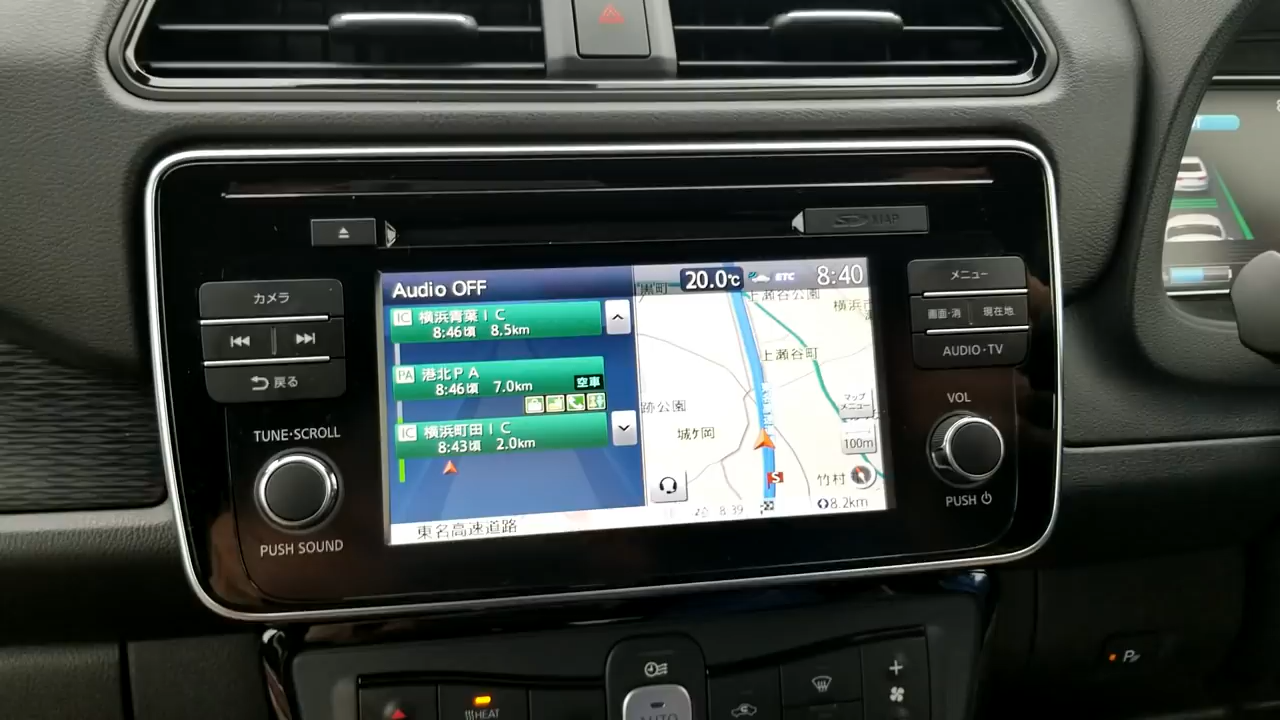 SD MAP
カメラ
戻る
TUNE·SCROLL
PUSH SOUND
Audio OFF
IC 横浜青葉IC
8:46頃 8.5km
PA 港北PA
8:46頃 7.0km
空車
IC 横浜町田IC
8:43頃 2.0km
東名高速道路
20.0℃
ETC
8:40
上瀬谷公園
横浜市
上瀬谷町
跡公園
城ケ岡
マップ
メニュー
100m
竹村
S
8:39
8.2km
メニュー
画面·消
現在地
AUDIO·TV
VOL
PUSH
HEAT
AUTO
P